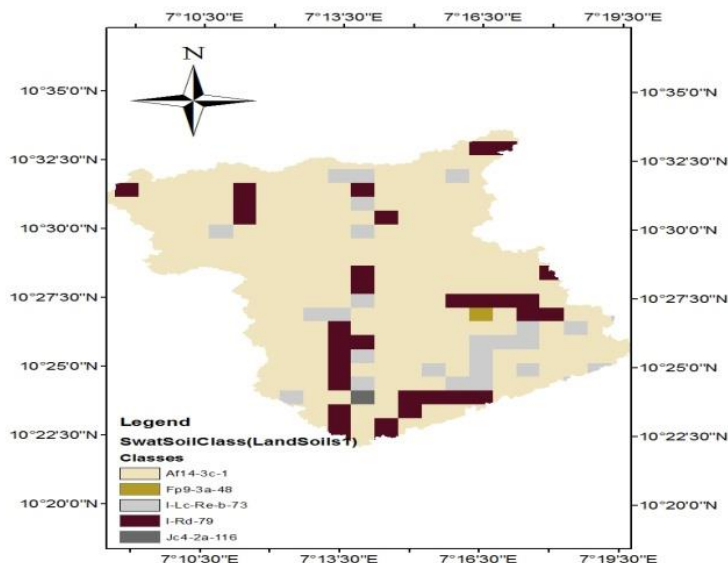 7°10'30"E 7°13'30"E 7°16'30"E 7°19'30"E
N
10°35'0"N 10°35'0"N
10°32'30"N 10°32'30"N
10°30'0"N 10°30'0"N
10°27'30"N 10°27'30"N
10°25'0"N 10°25'0"N
10°22'30"N 10°22'30"N
10°20'0"N 10°20'0"N
Legend
SwatSoilClass(LandSoils1)
Classes
Af14-3c-1
Fp9-3a-48
I-Lc-Re-b-73
I-Rd-79
Jc4-2a-116
7°10'30"E 7°13'30"E 7°16'30"E 7°19'30"E